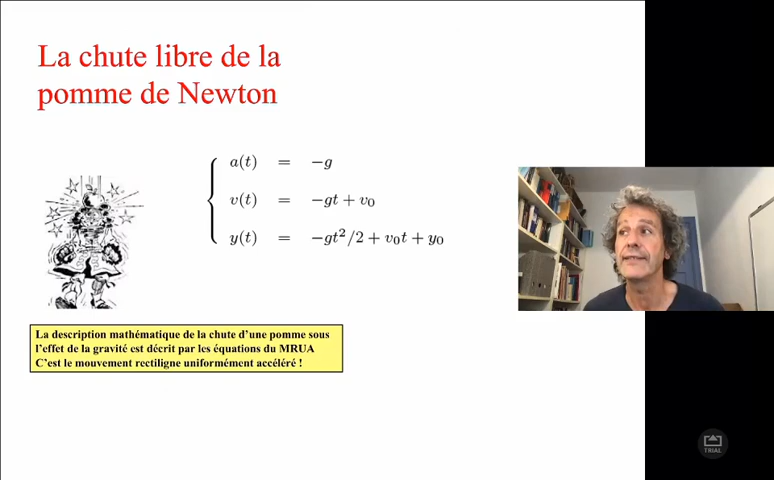 La chute libre de la
pomme de Newton
a(t) = −g
v(t) = −gt + v₀
y(t) = −gt²/2 + v₀t + y₀
La description mathématique de la chute d'une pomme sous
l'effet de la gravité est décrit par les équations du MRUA
C'est le mouvement rectiligne uniformément accéléré !
TRIAL